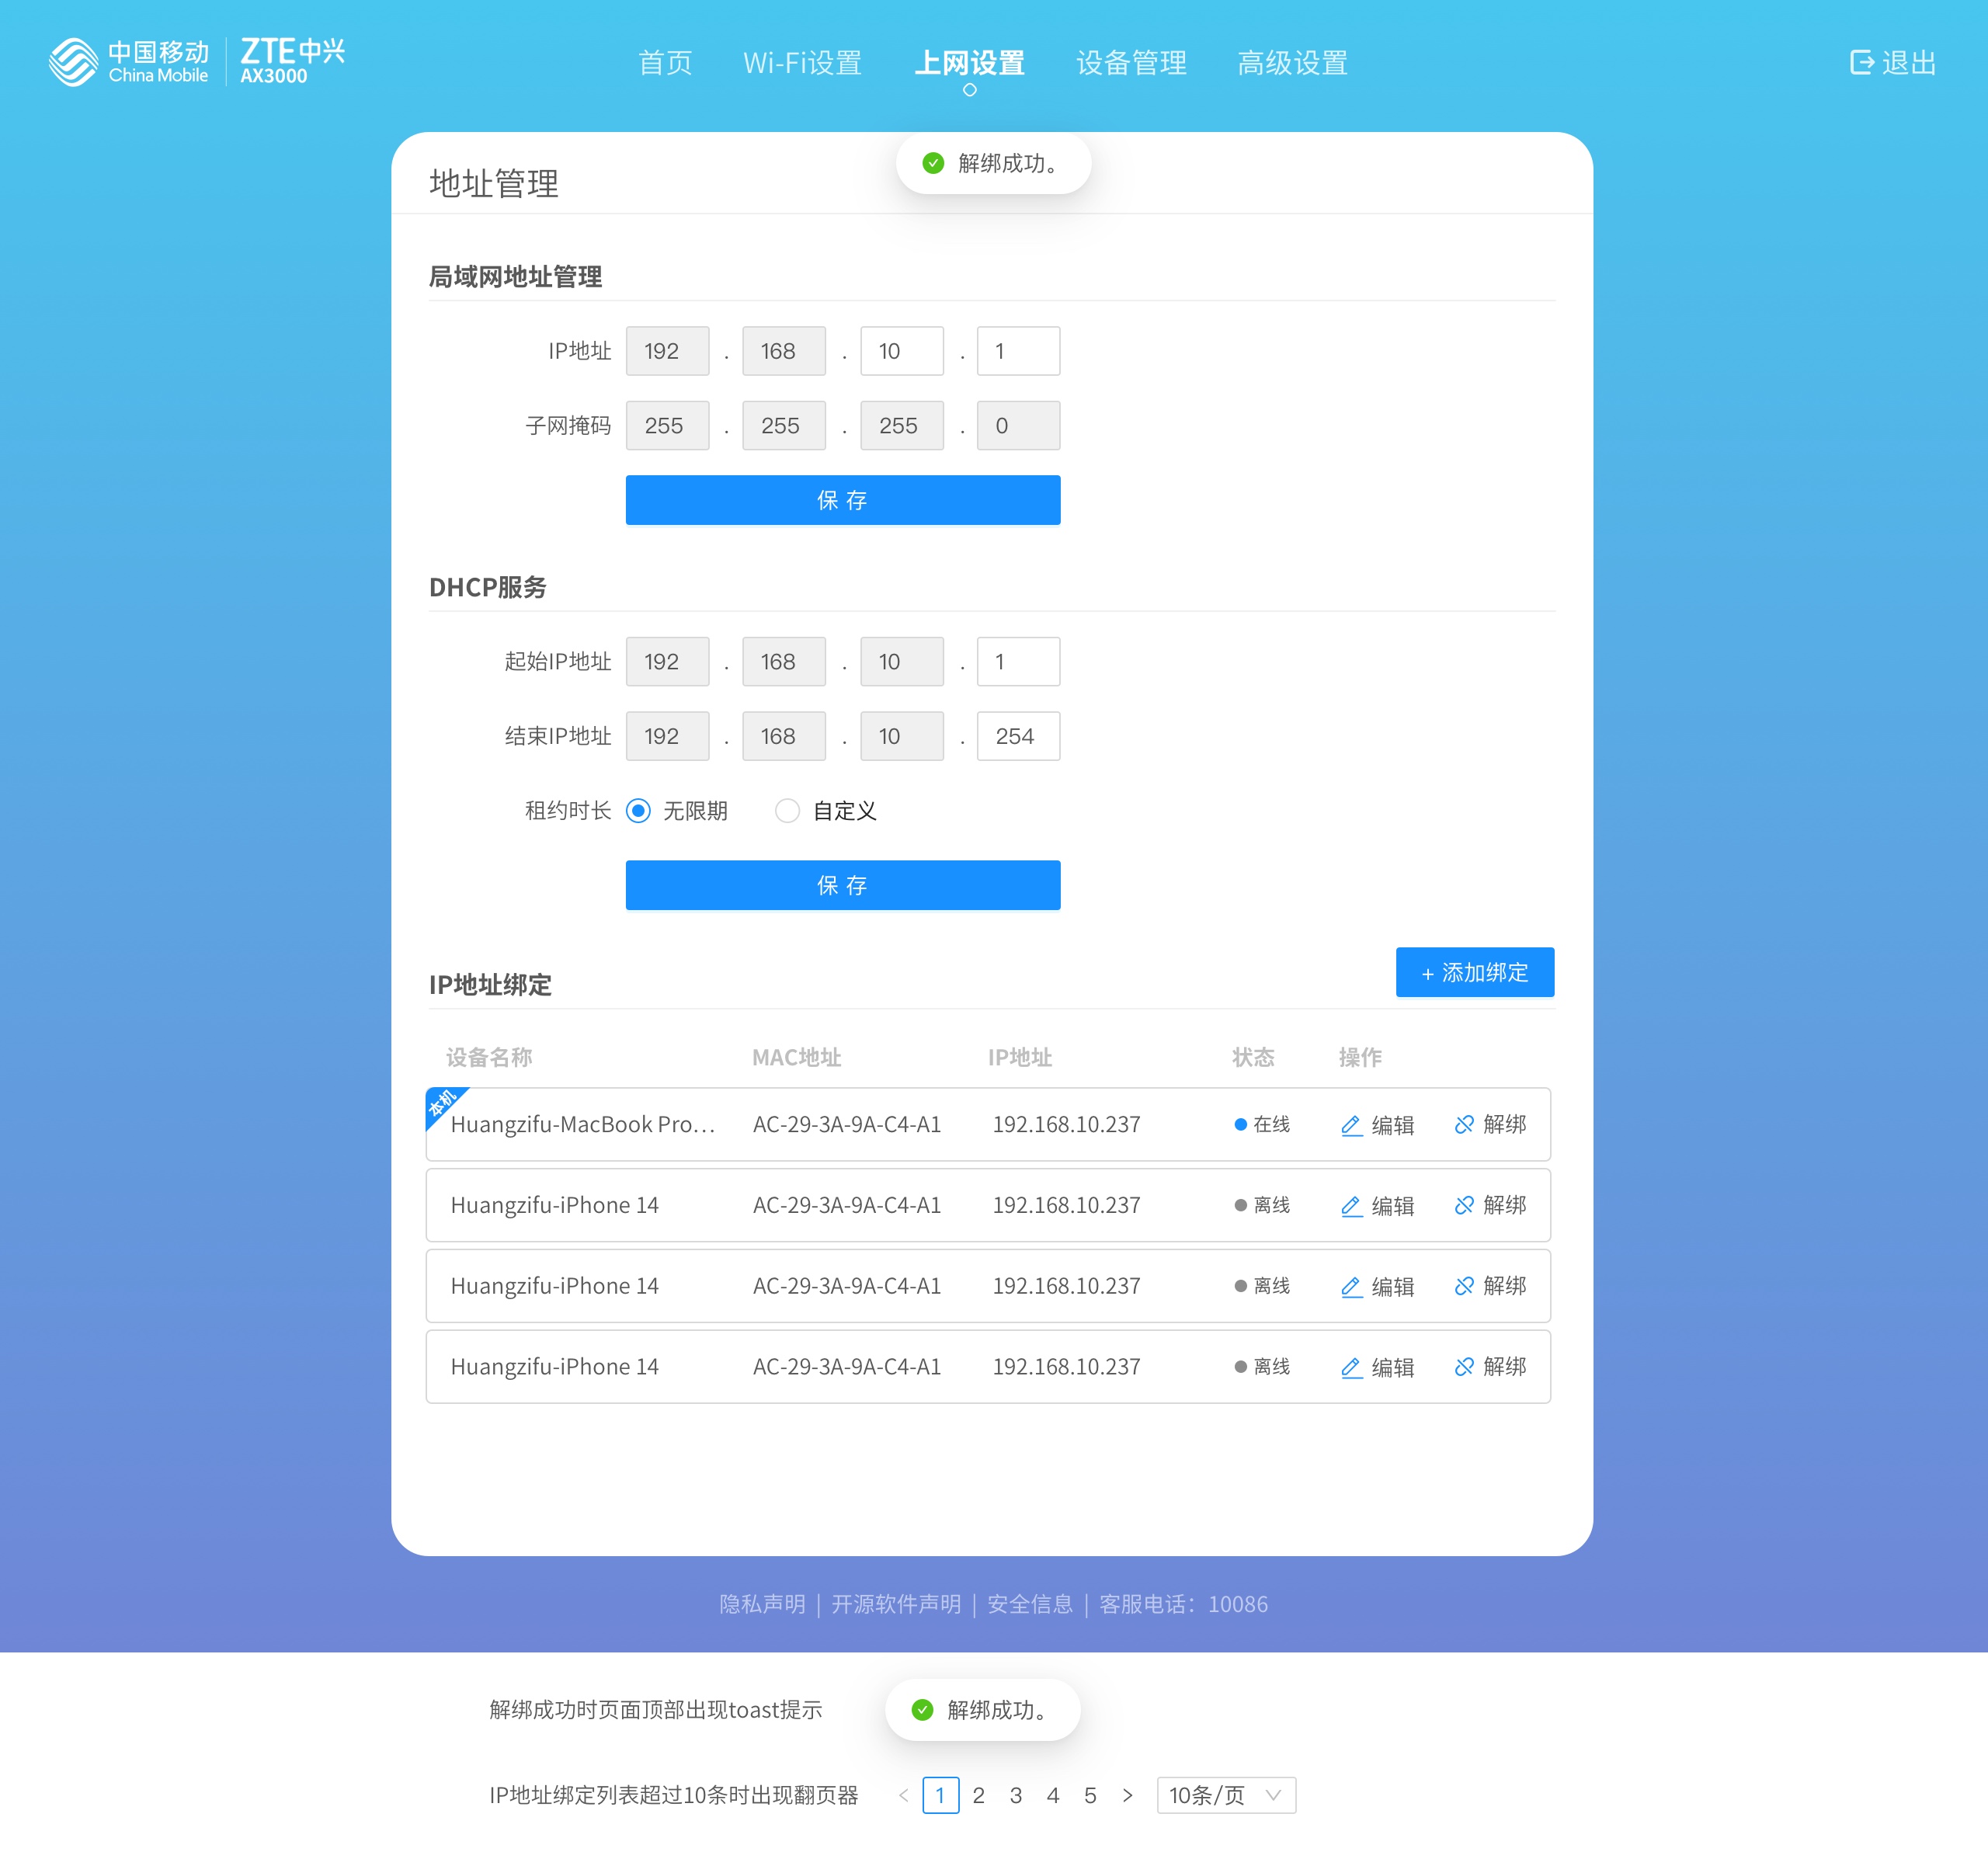 中国移动
China Mobile
ZTE中兴
AX3000
首页 Wi-Fi设置 上网设置 设备管理 高级设置
退出
解绑成功。
地址管理
局域网地址管理
IP地址 192 . 168 . 10 . 1
子网掩码 255 . 255 . 255 . 0
保 存
DHCP服务
起始IP地址 192 . 168 . 10 . 1
结束IP地址 192 . 168 . 10 . 254
租约时长 无限期 自定义
保 存
IP地址绑定
+ 添加绑定
设备名称 MAC地址 IP地址 状态 操作
本机
Huangzifu-MacBook Pro... AC-29-3A-9A-C4-A1 192.168.10.237 在线 编辑 解绑
Huangzifu-iPhone 14 AC-29-3A-9A-C4-A1 192.168.10.237 离线 编辑 解绑
Huangzifu-iPhone 14 AC-29-3A-9A-C4-A1 192.168.10.237 离线 编辑 解绑
Huangzifu-iPhone 14 AC-29-3A-9A-C4-A1 192.168.10.237 离线 编辑 解绑
隐私声明 | 开源软件声明 | 安全信息 | 客服电话：10086
解绑成功时页面顶部出现toast提示 解绑成功。
IP地址绑定列表超过10条时出现翻页器 < 1 2 3 4 5 > 10条/页